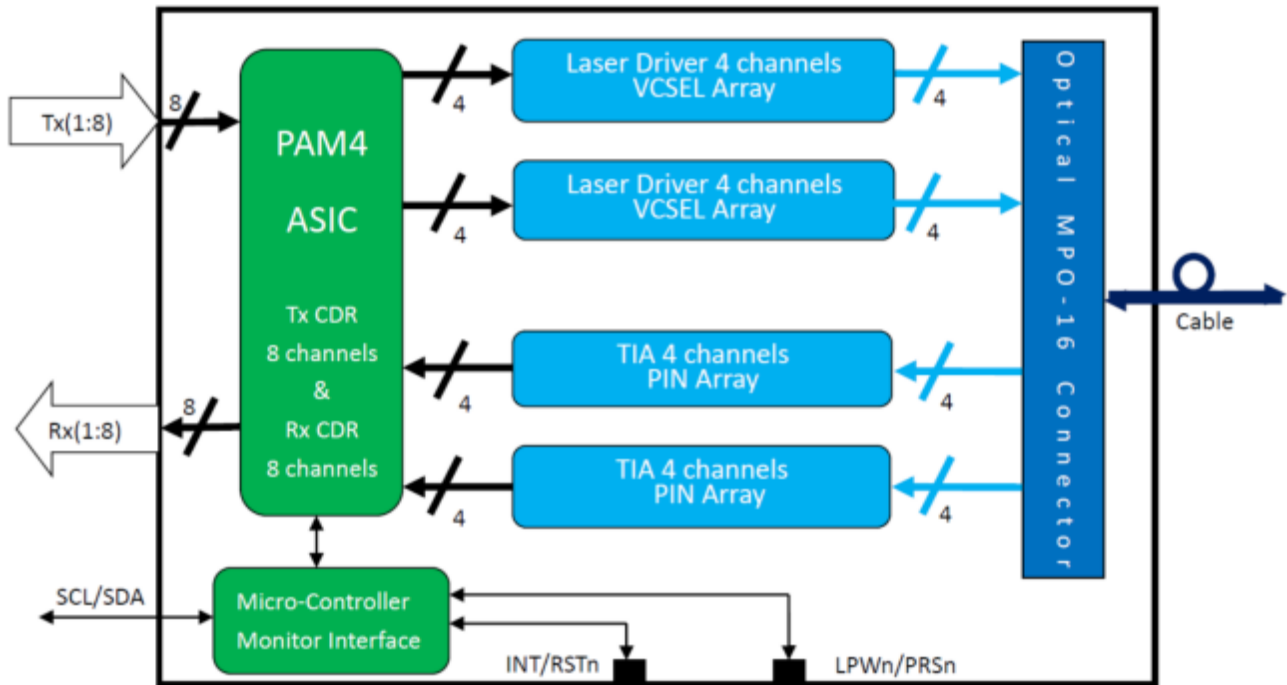 Tx(1:8)
8
PAM4
ASIC
Tx CDR
8 channels
&
Rx CDR
8 channels
4
Laser Driver 4 channels
VCSEL Array
4
4
Laser Driver 4 channels
VCSEL Array
4
4
TIA 4 channels
PIN Array
4
4
TIA 4 channels
PIN Array
4
Optical MPO-16 Connector
Cable
Rx(1:8)
8
SCL/SDA
Micro-Controller
Monitor Interface
INT/RSTn
LPWn/PRSn